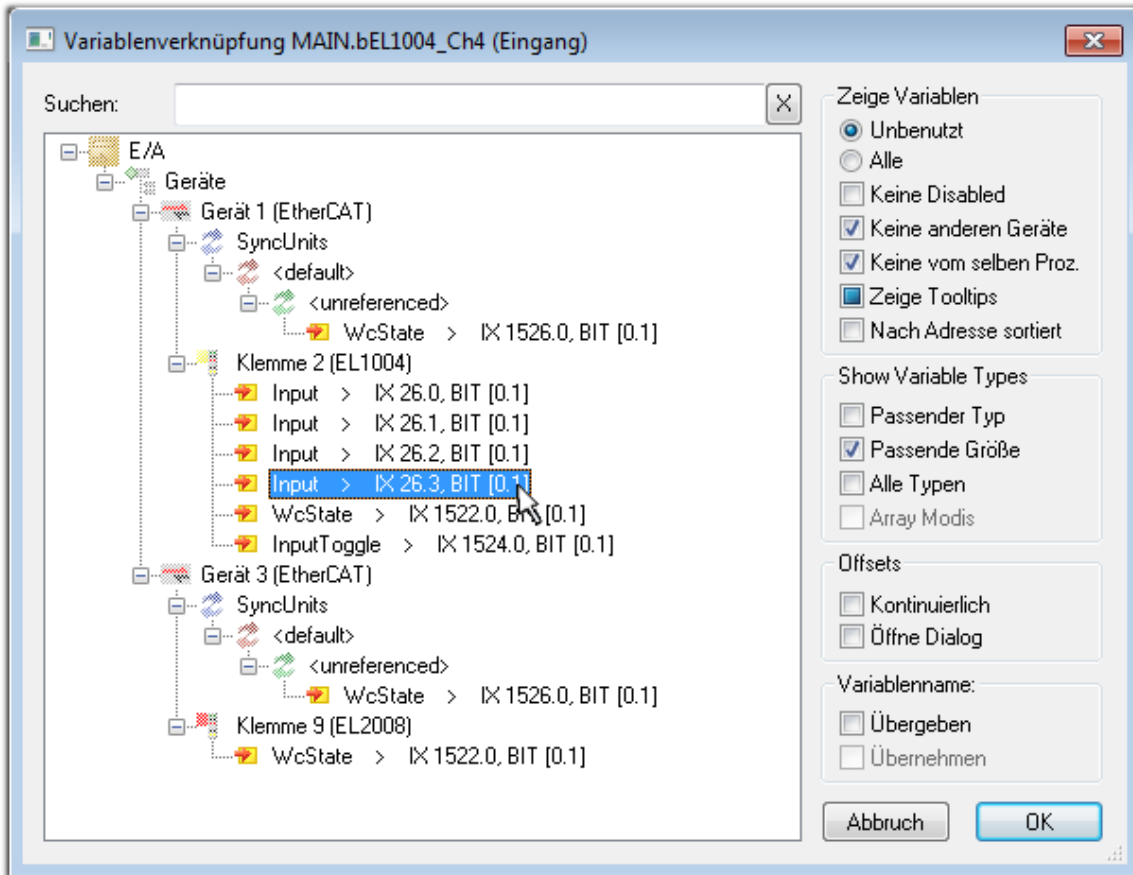 Variablenverknüpfung MAIN.bEL1004_Ch4 (Eingang)
Suchen:
X
E/A
Geräte
Gerät 1 (EtherCAT)
SyncUnits
<default>
<unreferenced>
WcState > IX 1526.0, BIT [0.1]
Klemme 2 (EL1004)
Input > IX 26.0, BIT [0.1]
Input > IX 26.1, BIT [0.1]
Input > IX 26.2, BIT [0.1]
Input > IX 26.3, BIT [0.1]
WcState > IX 1522.0, BIT [0.1]
InputToggle > IX 1524.0, BIT [0.1]
Gerät 3 (EtherCAT)
SyncUnits
<default>
<unreferenced>
WcState > IX 1526.0, BIT [0.1]
Klemme 9 (EL2008)
WcState > IX 1522.0, BIT [0.1]
Zeige Variablen
Unbenutzt
Alle
Keine Disabled
Keine anderen Geräte
Keine vom selben Proz.
Zeige Tooltips
Nach Adresse sortiert
Show Variable Types
Passender Typ
Passende Größe
Alle Typen
Array Modis
Offsets
Kontinuierlich
Öffne Dialog
Variablenname:
Übergeben
Übernehmen
Abbruch
OK